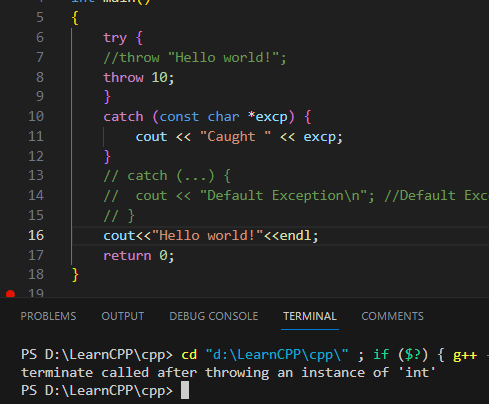 int main()
5 {
6 try {
7 //throw "Hello world!";
8 throw 10;
9 }
10 catch (const char *excp) {
11 cout << "Caught " << excp;
12 }
13 // catch (...) {
14 //  cout << "Default Exception\n"; //Default Exc
15 // }
16 cout<<"Hello world!"<<endl;
17 return 0;
18 }
19
PROBLEMS OUTPUT DEBUG CONSOLE TERMINAL COMMENTS
PS D:\LearnCPP\cpp> cd "d:\LearnCPP\cpp\" ; if ($?) { g++
terminate called after throwing an instance of 'int'
PS D:\LearnCPP\cpp>